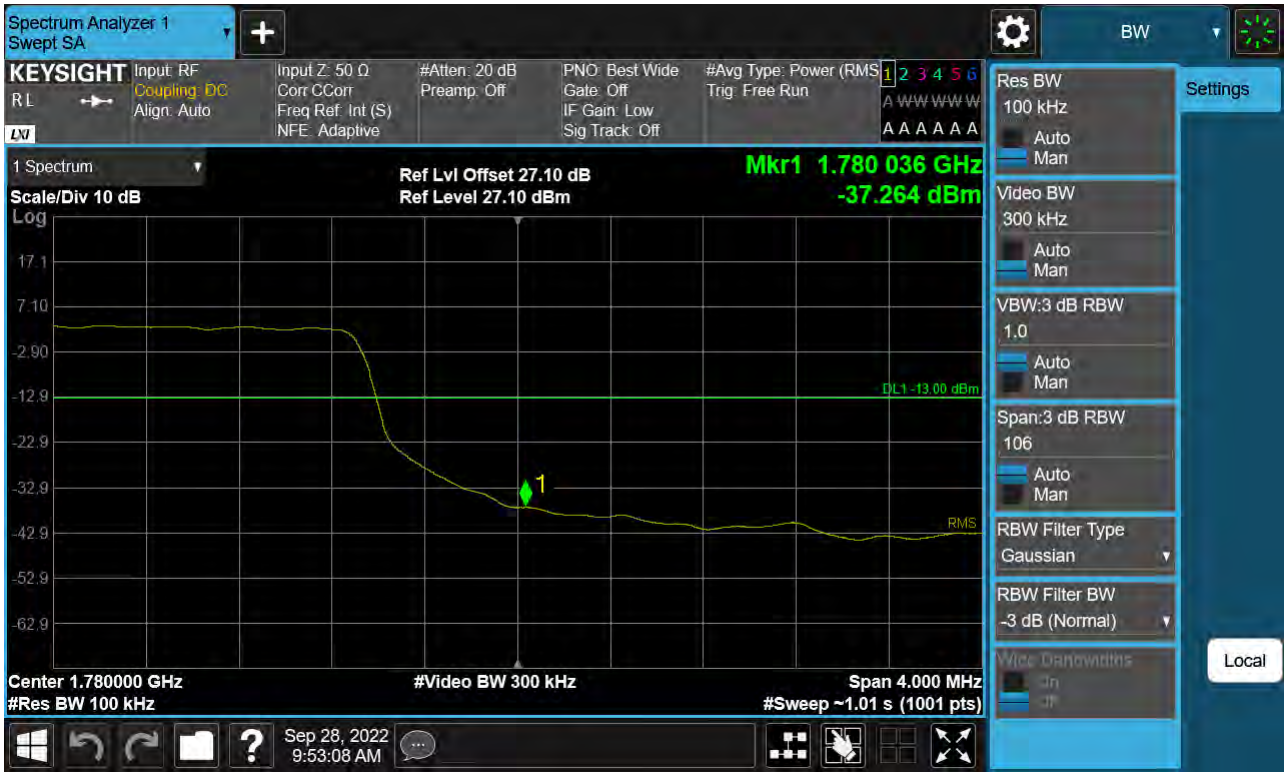 Spectrum Analyzer 1
Swept SA
BW
KEYSIGHT
RL
LXI
Input: RF
Coupling: DC
Align: Auto
Input Z: 50 Ω
Corr CCorr
Freq Ref: Int (S)
NFE: Adaptive
#Atten: 20 dB
Preamp: Off
PNO: Best Wide
Gate: Off
IF Gain: Low
Sig Track: Off
#Avg Type: Power (RMS
Trig: Free Run
1 2 3 4 5 6
A W W W W W
A A A A A A
1 Spectrum
Scale/Div 10 dB
Log
Ref Lvl Offset 27.10 dB
Ref Level 27.10 dBm
Mkr1 1.780 036 GHz
-37.264 dBm
17.1
7.10
-2.90
-12.9
DL1 -13.00 dBm
-22.9
-32.9
1
-42.9
RMS
-52.9
-62.9
Center 1.780000 GHz
#Res BW 100 kHz
#Video BW 300 kHz
Span 4.000 MHz
#Sweep ~1.01 s (1001 pts)
Res BW
100 kHz
Auto
Man
Video BW
300 kHz
Auto
Man
VBW:3 dB RBW
1.0
Auto
Man
Span:3 dB RBW
106
Auto
Man
RBW Filter Type
Gaussian
RBW Filter BW
-3 dB (Normal)
Settings
Local
?
Sep 28, 2022
9:53:08 AM